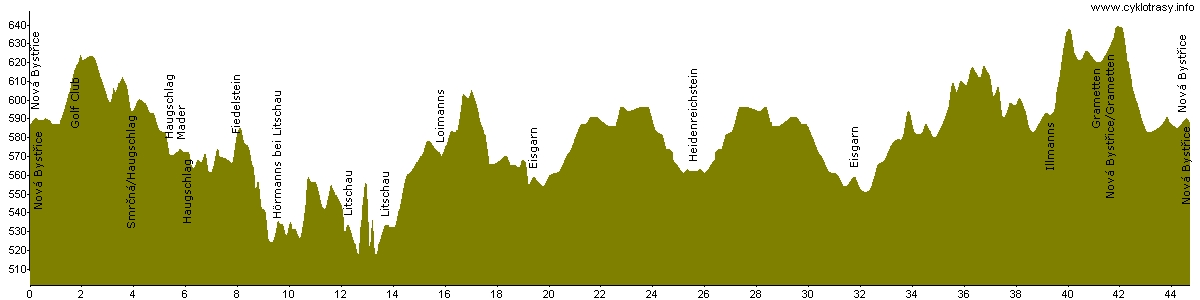 www.cyklotrasy.info
640
630
620
610
600
590
580
570
560
550
540
530
520
510
Nová Bystřice
Nová Bystřice
Golf Club
Smrčná/Haugschlag
Haugschlag
Mader
Haugschlag
Eiedelstein
Hörmanns bei Litschau
Litschau
Litschau
Loimanns
Eisgarn
Heidenreichstein
Eisgarn
Illmanns
Grametten
Nová Bystřice/Grametten
Nová Bystřice
Nová Bystřice
0 2 4 6 8 10 12 14 16 18 20 22 24 26 28 30 32 34 36 38 40 42 44